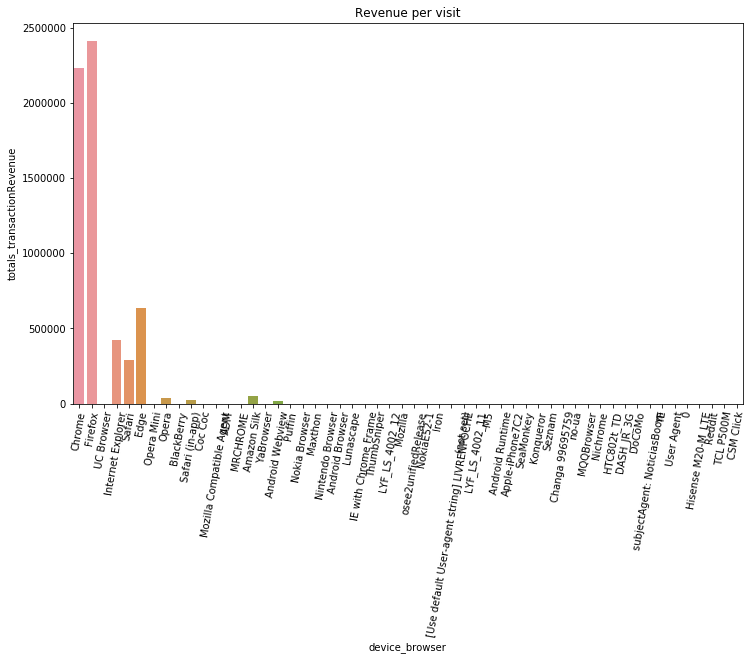 Revenue per visit
totals_transactionRevenue
2500000
2000000
1500000
1000000
500000
0
Chrome
Firefox
UC Browser
Internet Explorer
Safari
Edge
Opera Mini
Opera
BlackBerry
Safari (in-app)
Coc Coc
Mozilla Compatible Agent
ADM
MRCHROME
Amazon Silk
YaBrowser
Android Webview
Puffin
Nokia Browser
Maxthon
Nintendo Browser
Android Browser
Lunascape
IE with Chrome Frame
ThumbSniper
LYF_LS_4002_12
Mozilla
osee2unifiedRelease
NokiaE52-1
Iron
[Use default User-agent string] LIVRENPOCHE
(not set)
LYF_LS_4002_11
M5
Android Runtime
Apple-iPhone7C2
SeaMonkey
Konqueror
Seznam
Changa 99695759
no-ua
MQQBrowser
Nichrome
HTC802t_TD
DASH_JR_3G
DoCoMo
subjectAgent: NoticiasBoom
TE
User Agent
0
Hisense M20-M_LTE
Reddit
TCL P500M
CSM Click
device_browser